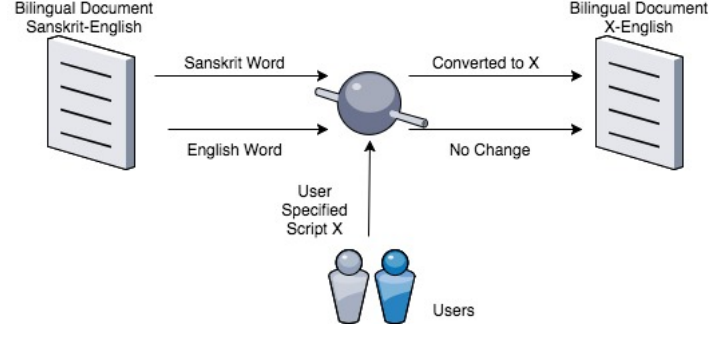 Bilingual Document
Sanskrit-English
Bilingual Document
X-English
Sanskrit Word
Converted to X
English Word
No Change
User
Specified
Script X
Users